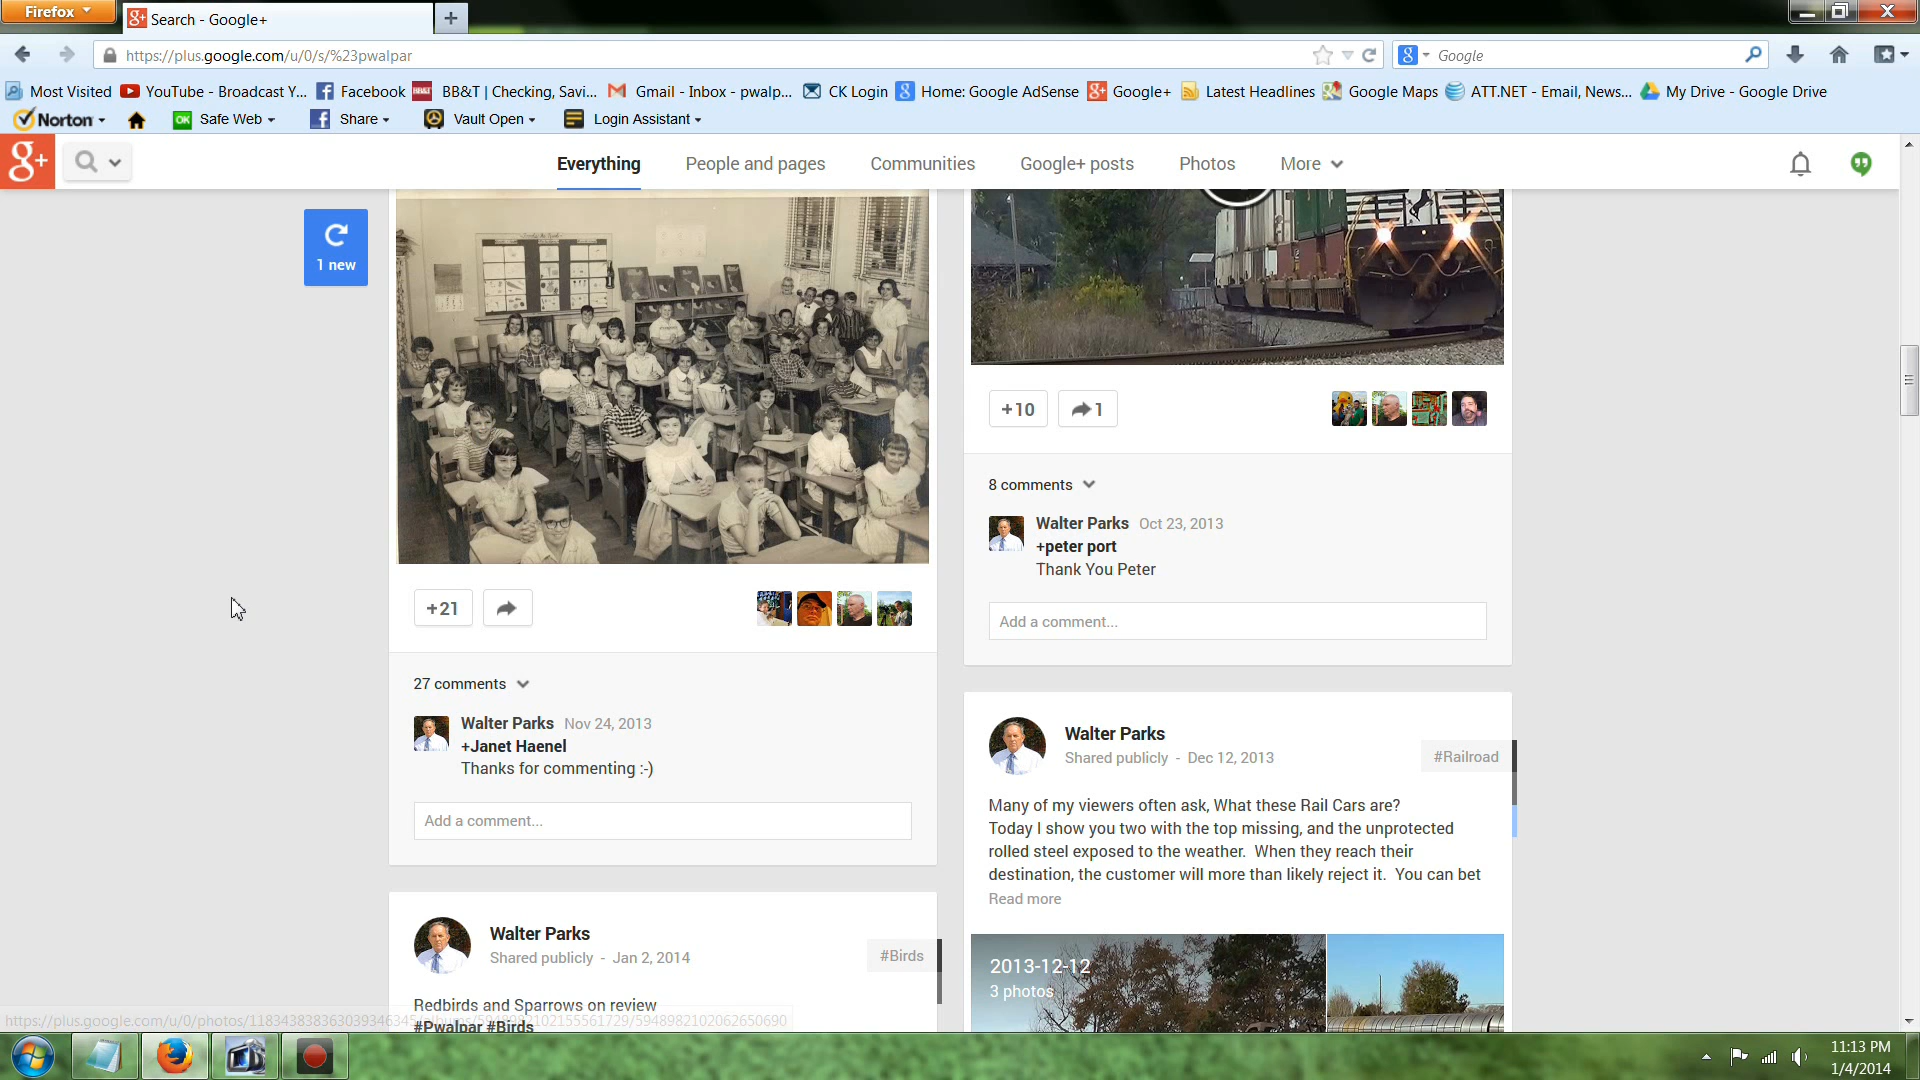 Firefox
Search - Google+
https://plus.google.com/u/0/s/%23pwalpar
Google
Most Visited
YouTube - Broadcast Y...
Facebook
BB&T | Checking, Savi...
Gmail - Inbox - pwalp...
CK Login
Home: Google AdSense
Google+
Latest Headlines
Google Maps
ATT.NET - Email, News...
My Drive - Google Drive
Norton
OK
Safe Web
Share
Vault Open
Login Assistant
g+
Everything
People and pages
Communities
Google+ posts
Photos
More
1 new
+21
27 comments
Walter Parks Nov 24, 2013
+Janet Haenel
Thanks for commenting :-)
Add a comment...
Walter Parks
Shared publicly - Jan 2, 2014
#Birds
Redbirds and Sparrows on review
#Pwalpar #Birds
+10
1
8 comments
Walter Parks Oct 23, 2013
+peter port
Thank You Peter
Add a comment...
Walter Parks
Shared publicly - Dec 12, 2013
#Railroad
Many of my viewers often ask, What these Rail Cars are?
Today I show you two with the top missing, and the unprotected
rolled steel exposed to the weather. When they reach their
destination, the customer will more than likely reject it. You can bet
Read more
2013-12-12
3 photos
11:13 PM
1/4/2014